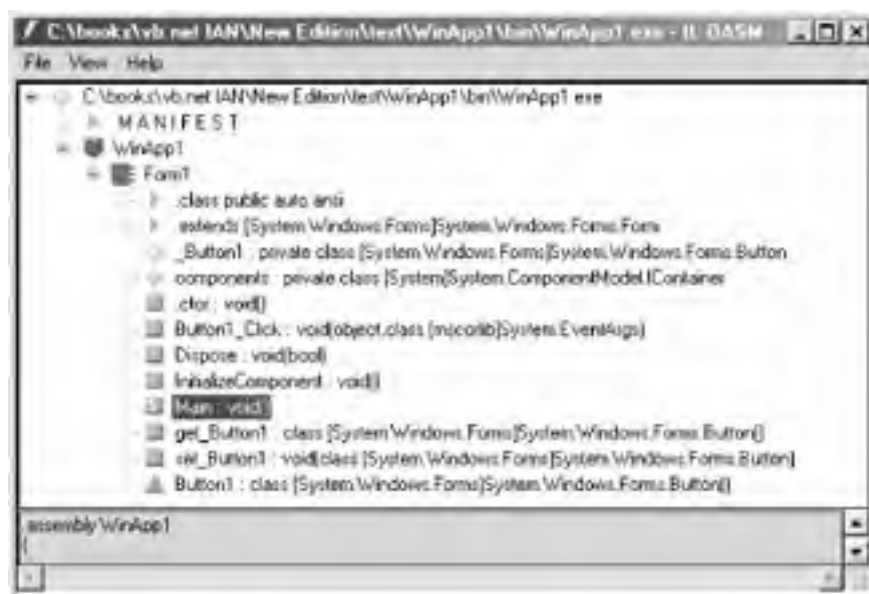 C:\books\vb.net IAN\New Edition\text\WinApp1\bin\WinApp1.exe - IL DASM
File View Help
C:\books\vb.net IAN\New Edition\text\WinApp1\bin\WinApp1.exe
MANIFEST
WinApp1
Form1
.class public auto ansi
.extends [System.Windows.Forms]System.Windows.Forms.Form
_Button1 : private class [System.Windows.Forms]System.Windows.Forms.Button
components : private class [System]System.ComponentModel.IContainer
.ctor : void()
Button1_Click : void(object,class [mscorlib]System.EventArgs)
Dispose : void(bool)
InitializeComponent : void()
Main : void()
get_Button1 : class [System.Windows.Forms]System.Windows.Forms.Button()
set_Button1 : void(class [System.Windows.Forms]System.Windows.Forms.Button)
Button1 : class [System.Windows.Forms]System.Windows.Forms.Button()
assembly WinApp1
{